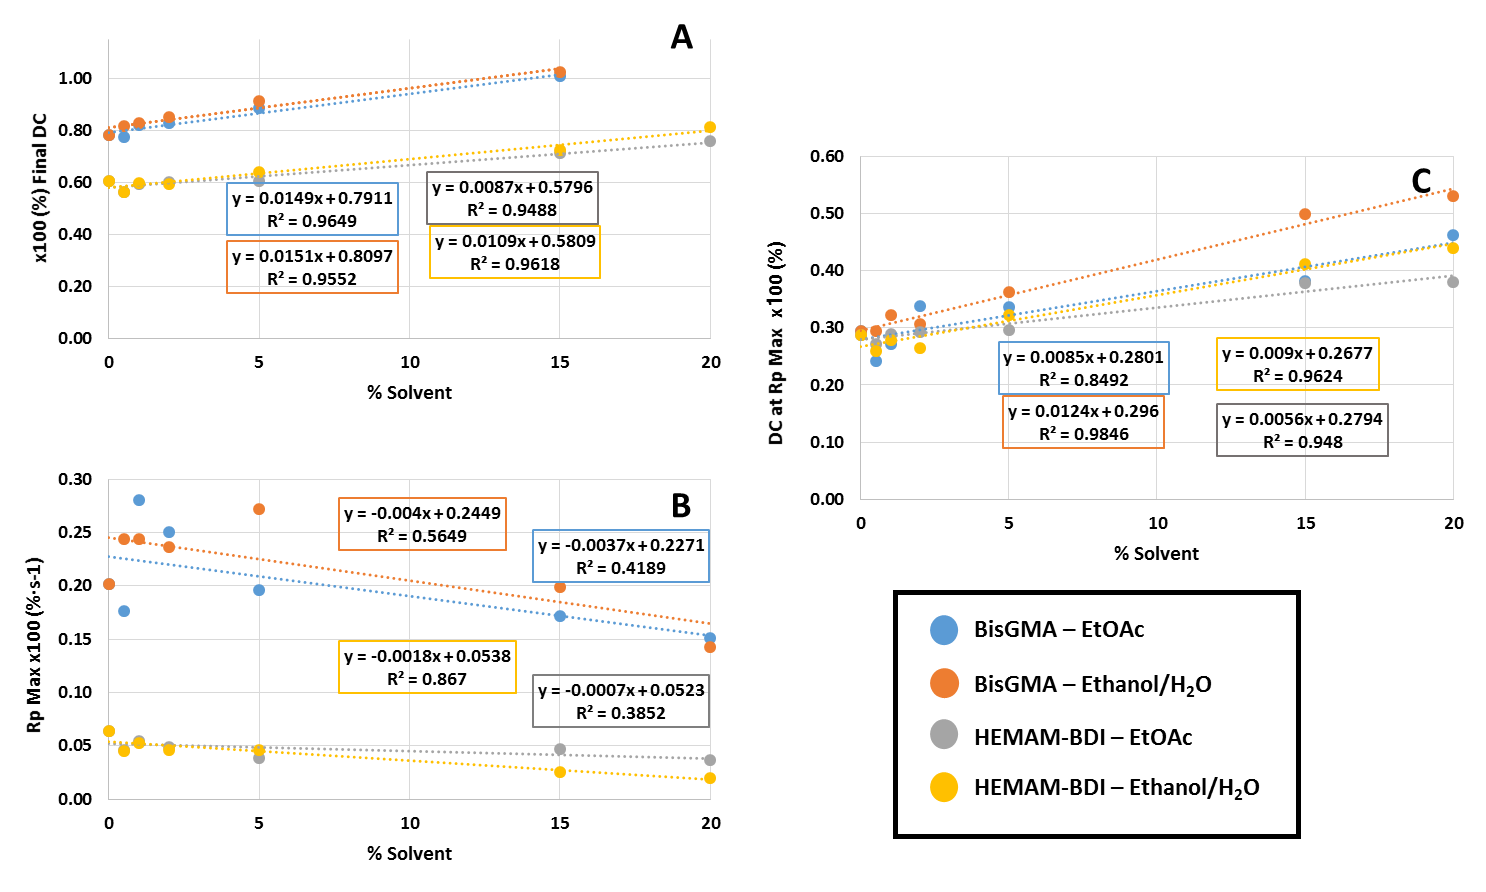 A
x100 (%) Final DC
1.00
0.80
0.60
0.40
0.20
0.00
y = 0.0149x + 0.7911
R² = 0.9649
y = 0.0087x + 0.5796
R² = 0.9488
y = 0.0151x + 0.8097
R² = 0.9552
y = 0.0109x + 0.5809
R² = 0.9618
0 5 10 15 20
% Solvent
B
Rp Max x100 (%·s-1)
0.30
0.25
0.20
0.15
0.10
0.05
0.00
y = -0.004x + 0.2449
R² = 0.5649
y = -0.0037x + 0.2271
R² = 0.4189
y = -0.0018x + 0.0538
R² = 0.867
y = -0.0007x + 0.0523
R² = 0.3852
0 5 10 15 20
% Solvent
C
DC at Rp Max x100 (%)
0.60
0.50
0.40
0.30
0.20
0.10
0.00
y = 0.0085x + 0.2801
R² = 0.8492
y = 0.009x + 0.2677
R² = 0.9624
y = 0.0124x + 0.296
R² = 0.9846
y = 0.0056x + 0.2794
R² = 0.948
0 5 10 15 20
% Solvent
BisGMA – EtOAc
BisGMA – Ethanol/H₂O
HEMAM-BDI – EtOAc
HEMAM-BDI – Ethanol/H₂O